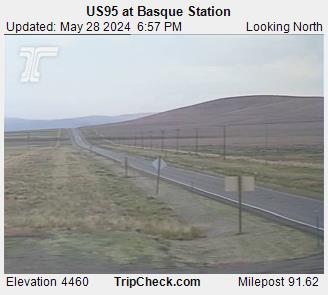 US95 at Basque Station
Updated: May 28 2024 6:57 PM Looking North
Elevation 4460 TripCheck.com Milepost 91.62